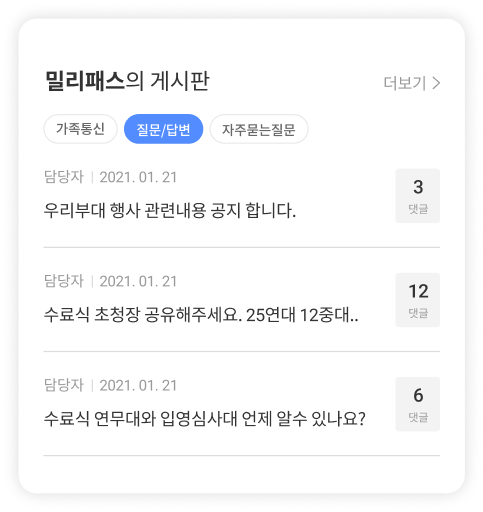 밀리패스의 게시판
더보기 >
가족통신 질문/답변 자주묻는질문
담당자 | 2021. 01. 21
우리부대 행사 관련내용 공지 합니다.
3
댓글
담당자 | 2021. 01. 21
수료식 초청장 공유해주세요. 25연대 12중대..
12
댓글
담당자 | 2021. 01. 21
수료식 연무대와 입영심사대 언제 알수 있나요?
6
댓글